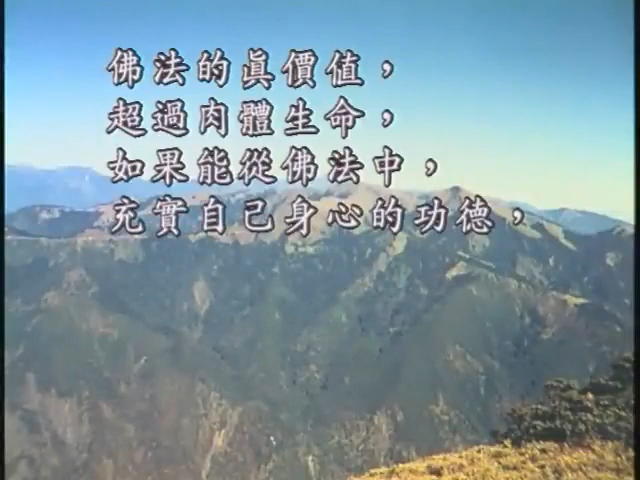 佛法的真價值，
超過肉體生命，
如果能從佛法中，
充實自己身心的功德，